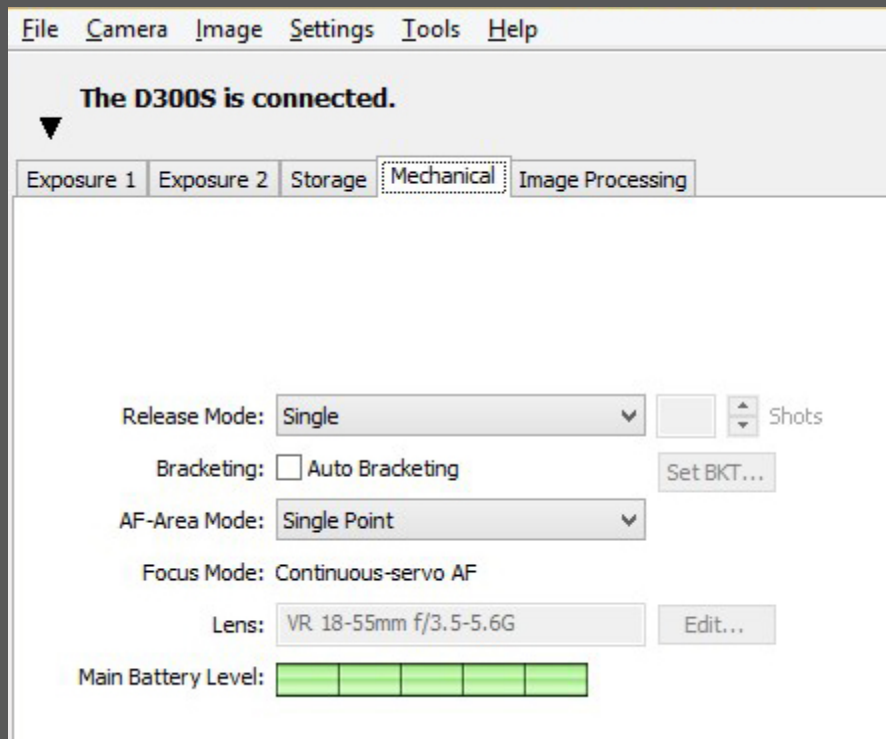 File Camera Image Settings Tools Help
The D300S is connected.
Exposure 1 Exposure 2 Storage Mechanical Image Processing
Release Mode: Single Shots
Bracketing: Auto Bracketing Set BKT...
AF-Area Mode: Single Point
Focus Mode: Continuous-servo AF
Lens: VR 18-55mm f/3.5-5.6G Edit...
Main Battery Level: